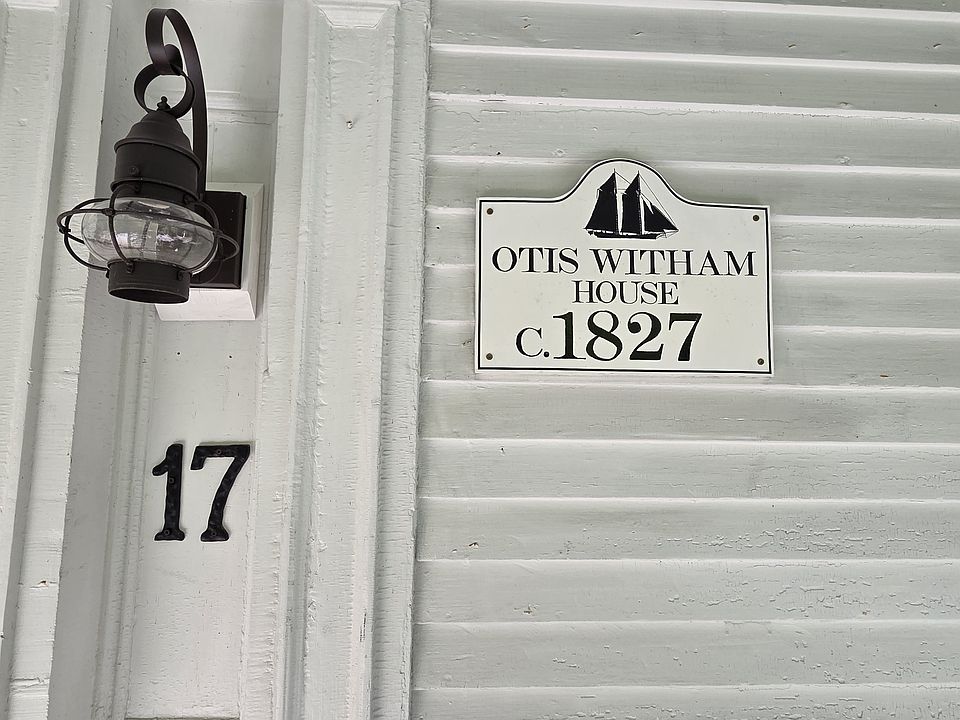 OTIS WITHAM
HOUSE
C.1827
17